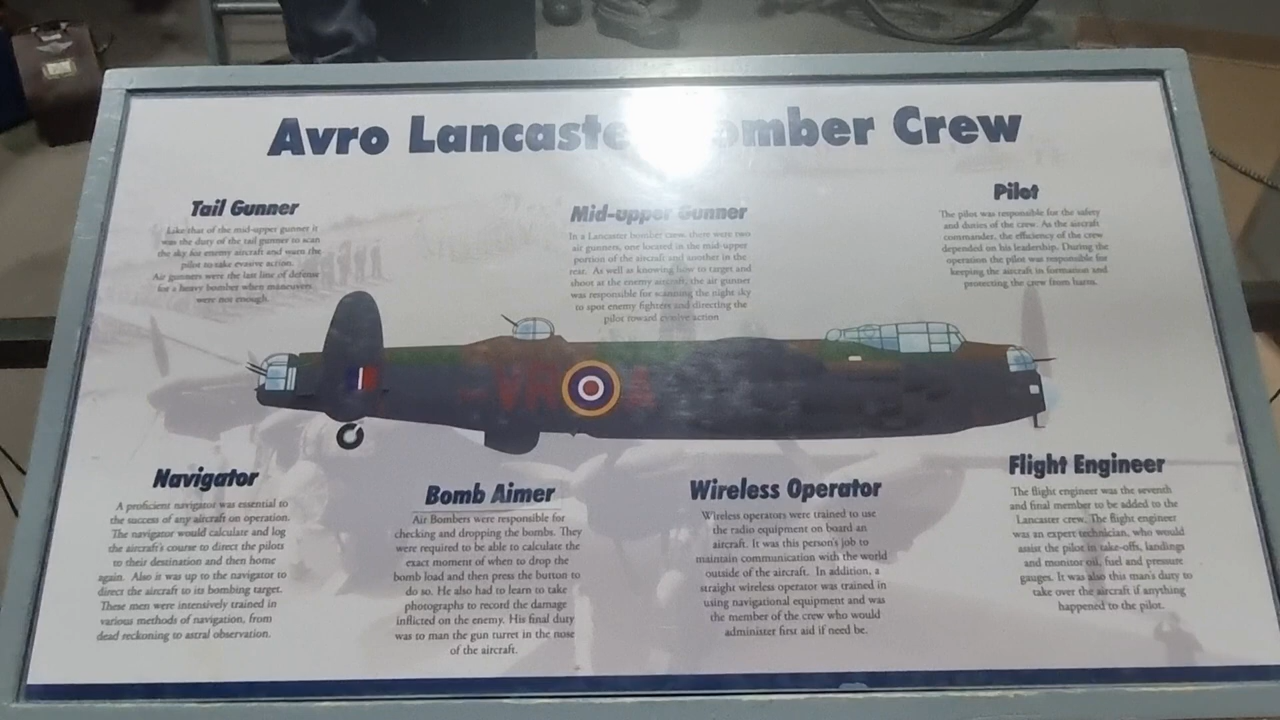 Avro Lancaste mber Crew
Tail Gunner
Like that of the mid-upper gunner it
was the duty of the tail gunner to scan
the sky for enemy aircraft and warn the
pilot to take evasive action.
Air gunners were the last line of defense
for a heavy bomber when maneuvers
were not enough.
Mid-upper Gunner
In a Lancaster bomber crew, there were two
air gunners, one located in the mid-upper
portion of the aircraft and another in the
rear. As well as knowing how to target and
shoot at the enemy aircraft, the air gunner
was responsible for scanning the night sky
to spot enemy fighters and directing the
pilot toward evasive action
Pilot
The pilot was responsible for the safety
and duties of the crew. As the aircraft
commander, the efficiency of the crew
depended on his leadership. During the
operation the pilot was responsible for
keeping the aircraft in formation and
protecting the crew from harm.
VR A
Navigator
A proficient navigator was essential to
the success of any aircraft on operation.
The navigator would calculate and log
the aircraft's course to direct the pilots
to their destination and then home
again. Also it was up to the navigator to
direct the aircraft to its bombing target.
These men were intensively trained in
various methods of navigation, from
dead reckoning to astral observation.
Bomb Aimer
Air Bombers were responsible for
checking and dropping the bombs. They
were required to be able to calculate the
exact moment of when to drop the
bomb load and then press the button to
do so. He also had to learn to take
photographs to record the damage
inflicted on the enemy. His final duty
was to man the gun turret in the nose
of the aircraft.
Wireless Operator
Wireless operators were trained to use
the radio equipment on board an
aircraft. It was this person's job to
maintain communication with the world
outside of the aircraft. In addition, a
straight wireless operator was trained in
using navigational equipment and was
the member of the crew who would
administer first aid if need be.
Flight Engineer
The flight engineer was the seventh
and final member to be added to the
Lancaster crew. The flight engineer
was an expert technician, who would
assist the pilot in take-offs, landings
and monitor oil, fuel and pressure
gauges. It was also this man's duty to
take over the aircraft if anything
happened to the pilot.